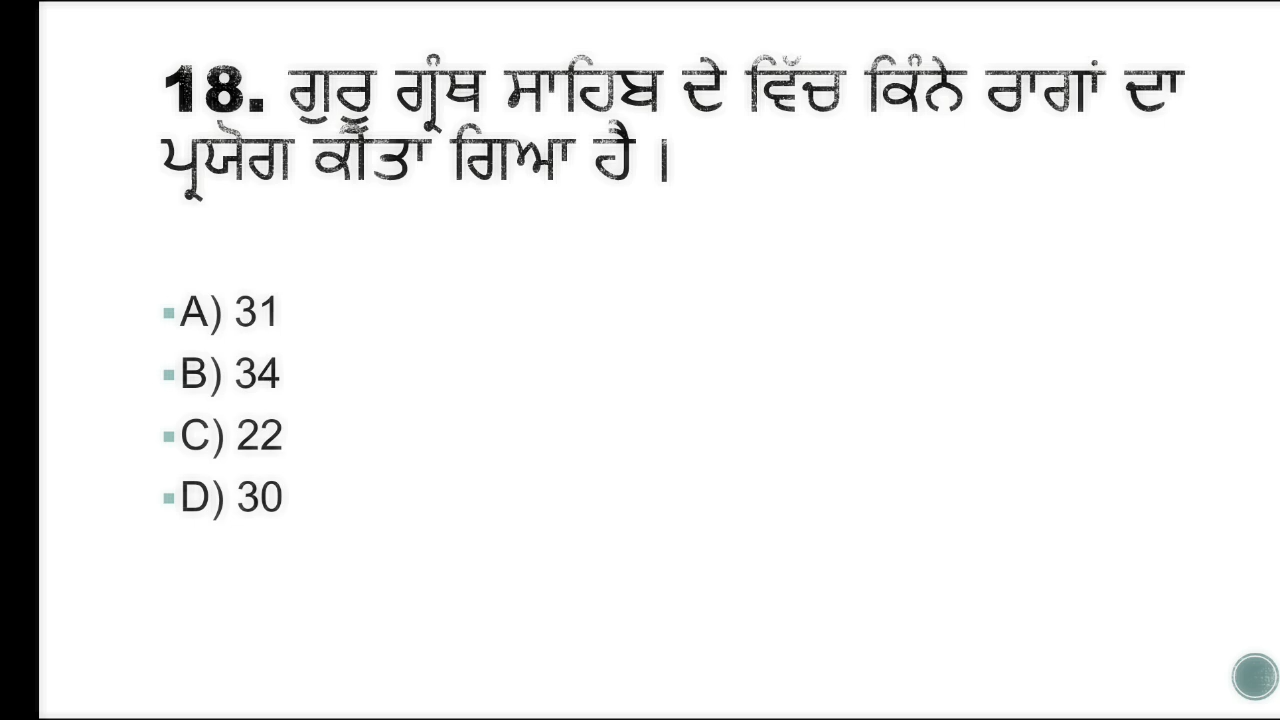 18. ਗੁਰੂ ਗ੍ਰੰਥ ਸਾਹਿਬ ਦੇ ਵਿੱਚ ਕਿੰਨੇ ਰਾਗਾਂ ਦਾ
ਪ੍ਰਯੋਗ ਕੀਤਾ ਗਿਆ ਹੈ।
A) 31
B) 34
C) 22
D) 30